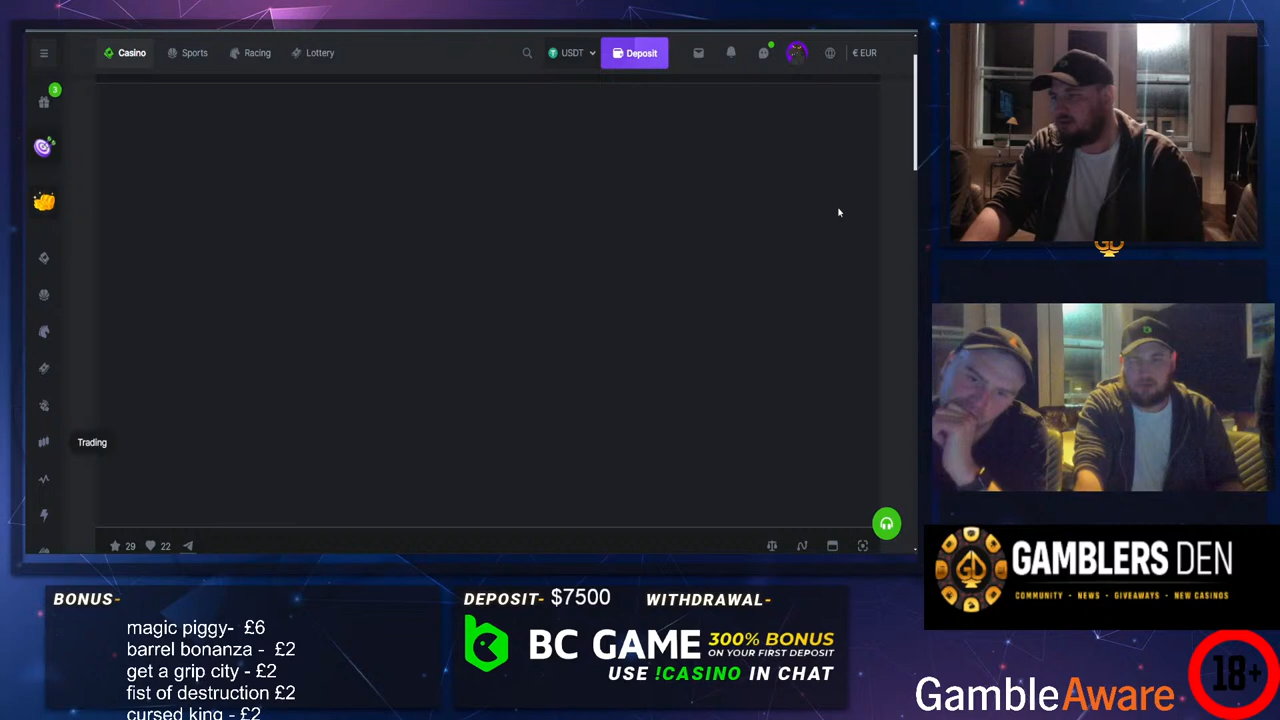 Casino Sports Racing Lottery USDT Deposit € EUR
3
Trading
29 22
BONUS-
magic piggy- £6
barrel bonanza - £2
get a grip city - £2
fist of destruction £2
cursed king - £2
DEPOSIT- $7500 WITHDRAWAL-
BC GAME
300% BONUS
ON YOUR FIRST DEPOSIT
USE !CASINO IN CHAT
GD
GD
GAMBLERS DEN
COMMUNITY - NEWS - GIVEAWAYS - NEW CASINOS
GambleAware
18+